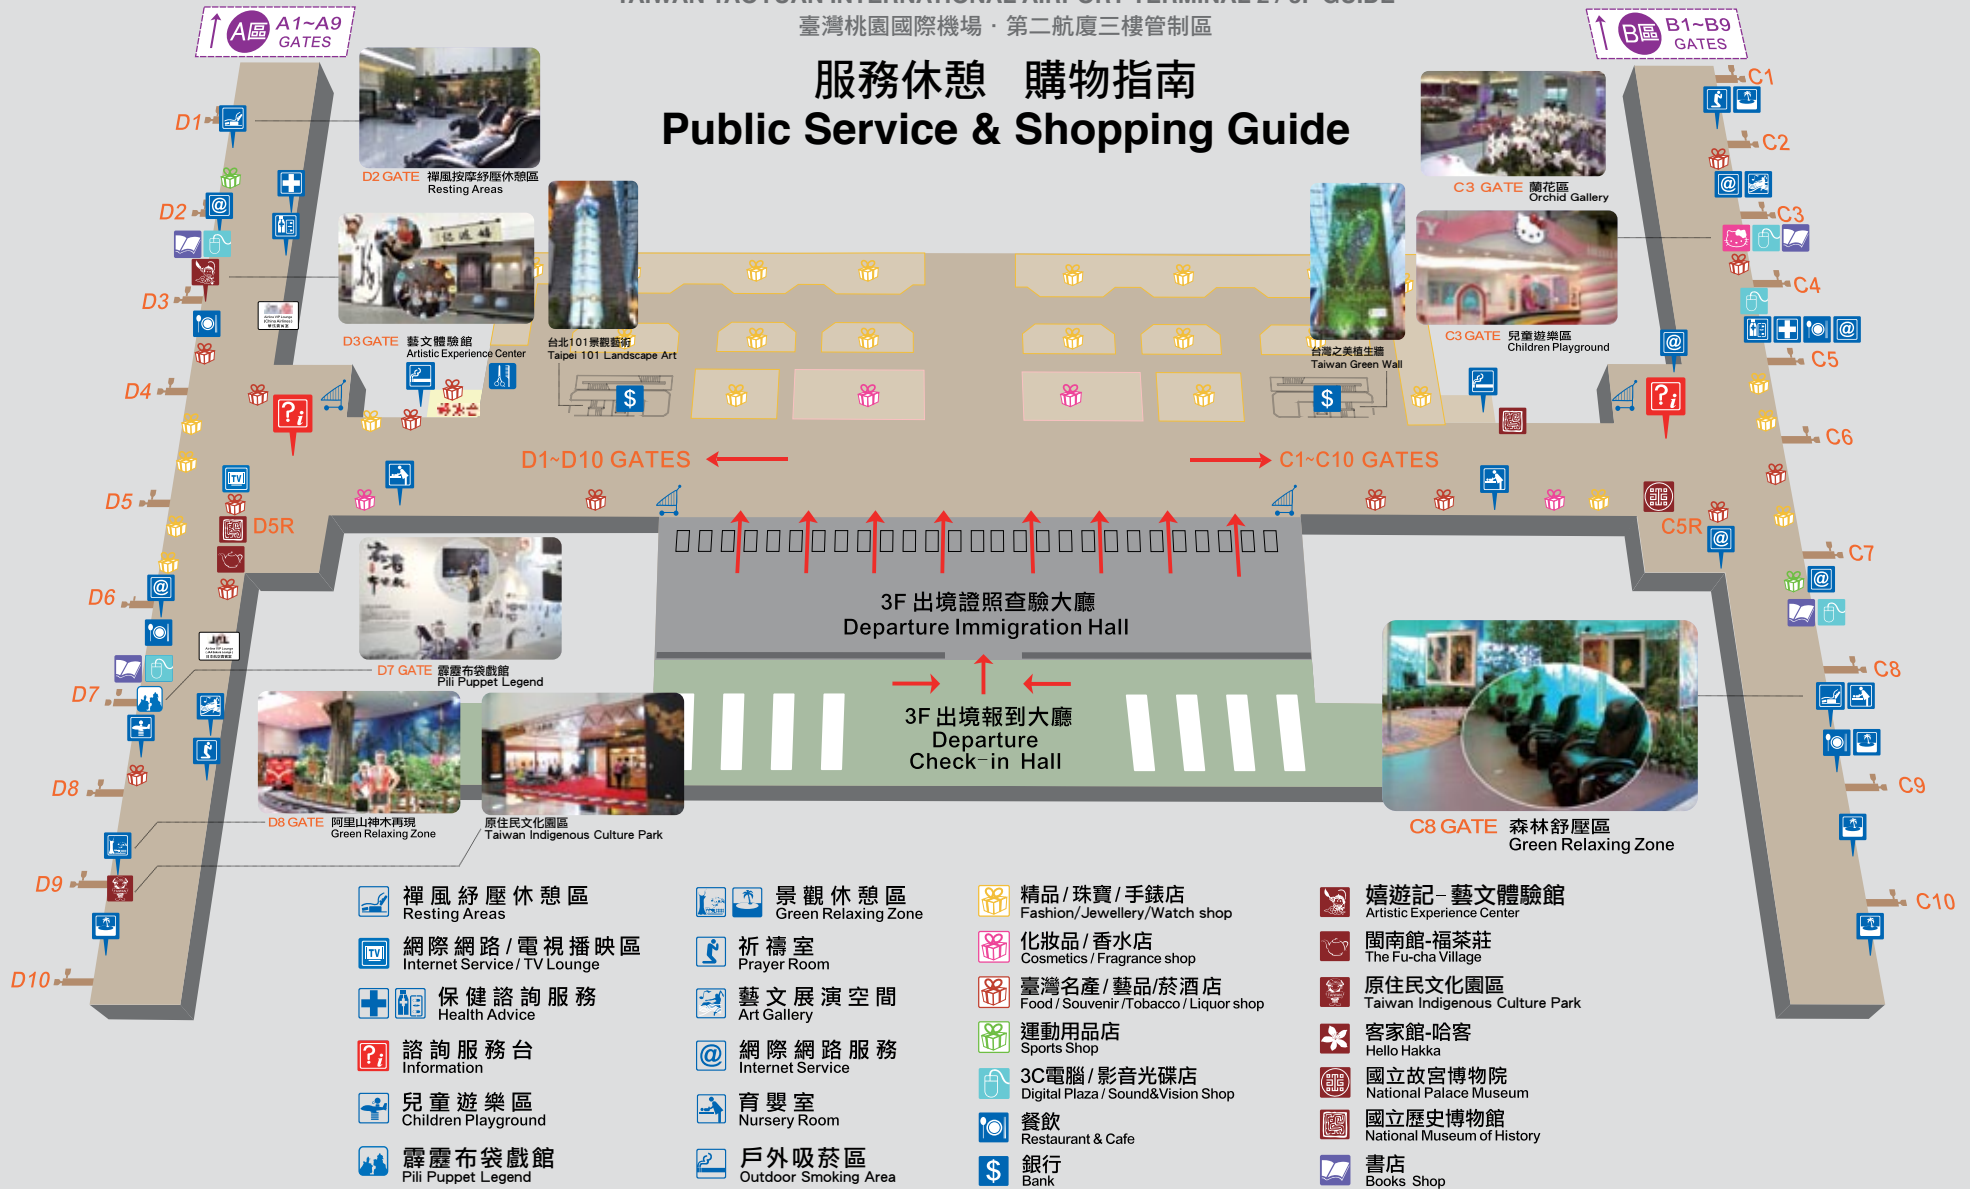 TAIWAN TAOYUAN INTERNATIONAL AIRPORT TERMINAL 2 / 3F GUIDE
臺灣桃園國際機場・第二航廈三樓管制區
服務休憩 購物指南
Public Service & Shopping Guide
A區 A1~A9
GATES
B區 B1~B9
GATES
D1
D2
D3
D4
D5
D5R
D6
D7
D8
D9
D10
C1
C2
C3
C4
C5
C6
C5R
C7
C8
C9
C10
D2 GATE 禪風按摩紓壓休憩區
Resting Areas
D3 GATE 藝文體驗館
Artistic Experience Center
台北101景觀藝術
Taipei 101 Landscape Art
台灣之美植生牆
Taiwan Green Wall
C3 GATE 蘭花區
Orchid Gallery
C3 GATE 兒童遊樂區
Children Playground
D1~D10 GATES
C1~C10 GATES
3F 出境證照查驗大廳
Departure Immigration Hall
3F 出境報到大廳
Departure
Check-in Hall
D7 GATE 霹靂布袋戲館
Pili Puppet Legend
D8 GATE 阿里山神木再現
Green Relaxing Zone
原住民文化園區
Taiwan Indigenous Culture Park
C8 GATE 森林舒壓區
Green Relaxing Zone
禪風紓壓休憩區
Resting Areas
TV 網際網路/電視播映區
Internet Service/ TV Lounge
保健諮詢服務
Health Advice
?i 諮詢服務台
Information
兒童遊樂區
Children Playground
霹靂布袋戲館
Pili Puppet Legend
景觀休憩區
Green Relaxing Zone
祈禱室
Prayer Room
藝文展演空間
Art Gallery
@ 網際網路服務
Internet Service
育嬰室
Nursery Room
戶外吸菸區
Outdoor Smoking Area
精品/珠寶/手錶店
Fashion/Jewellery/Watch shop
化妝品/香水店
Cosmetics / Fragrance shop
臺灣名產/藝品/菸酒店
Food / Souvenir /Tobacco / Liquor shop
運動用品店
Sports Shop
3C電腦/影音光碟店
Digital Plaza / Sound&Vision Shop
餐飲
Restaurant & Cafe
$ 銀行
Bank
嬉遊記-藝文體驗館
Artistic Experience Center
閩南館-福茶莊
The Fu-cha Village
原住民文化園區
Taiwan Indigenous Culture Park
客家館-哈客
Hello Hakka
國立故宮博物院
National Palace Museum
國立歷史博物館
National Museum of History
書店
Books Shop